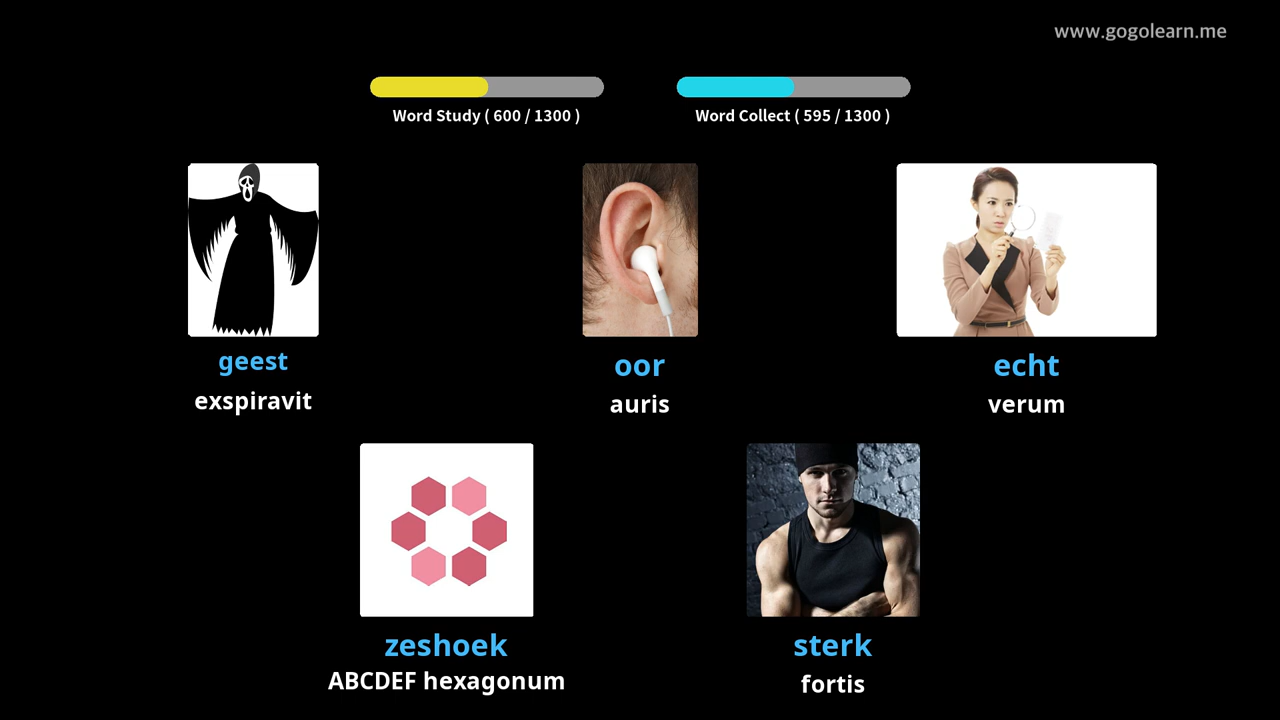 www.gogolearn.me
Word Study ( 600 / 1300 )
Word Collect ( 595 / 1300 )
geest
exspiravit
oor
auris
echt
verum
zeshoek
ABCDEF hexagonum
sterk
fortis